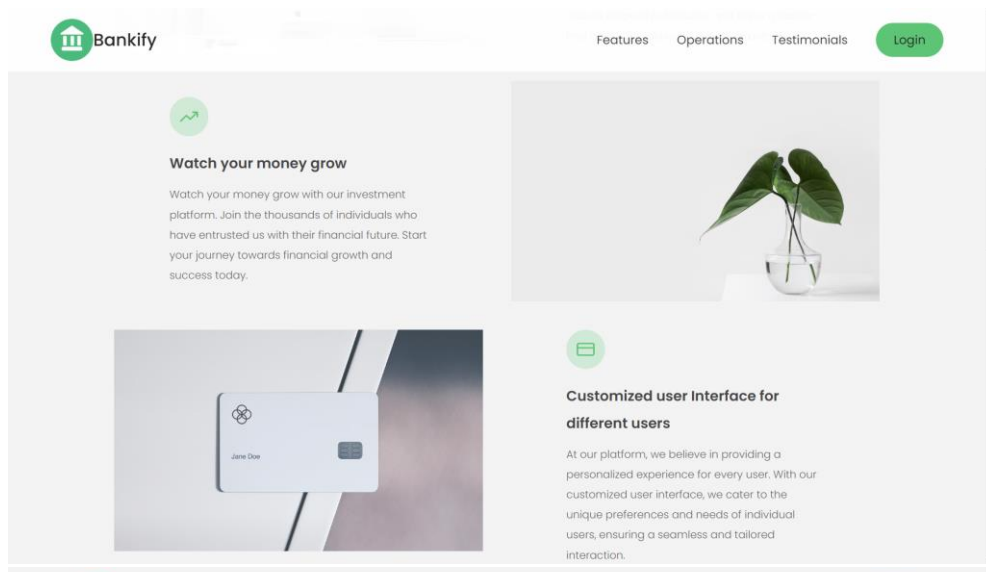 Bankify
Features
Operations
Testimonials
Login
Watch your money grow
Watch your money grow with our investment
platform. Join the thousands of individuals who
have entrusted us with their financial future. Start
your journey towards financial growth and
success today.
Jane Doe
Customized user Interface for
different users
At our platform, we believe in providing a
personalized experience for every user. With our
customized user interface, we cater to the
unique preferences and needs of individual
users, ensuring a seamless and tailored
interaction.